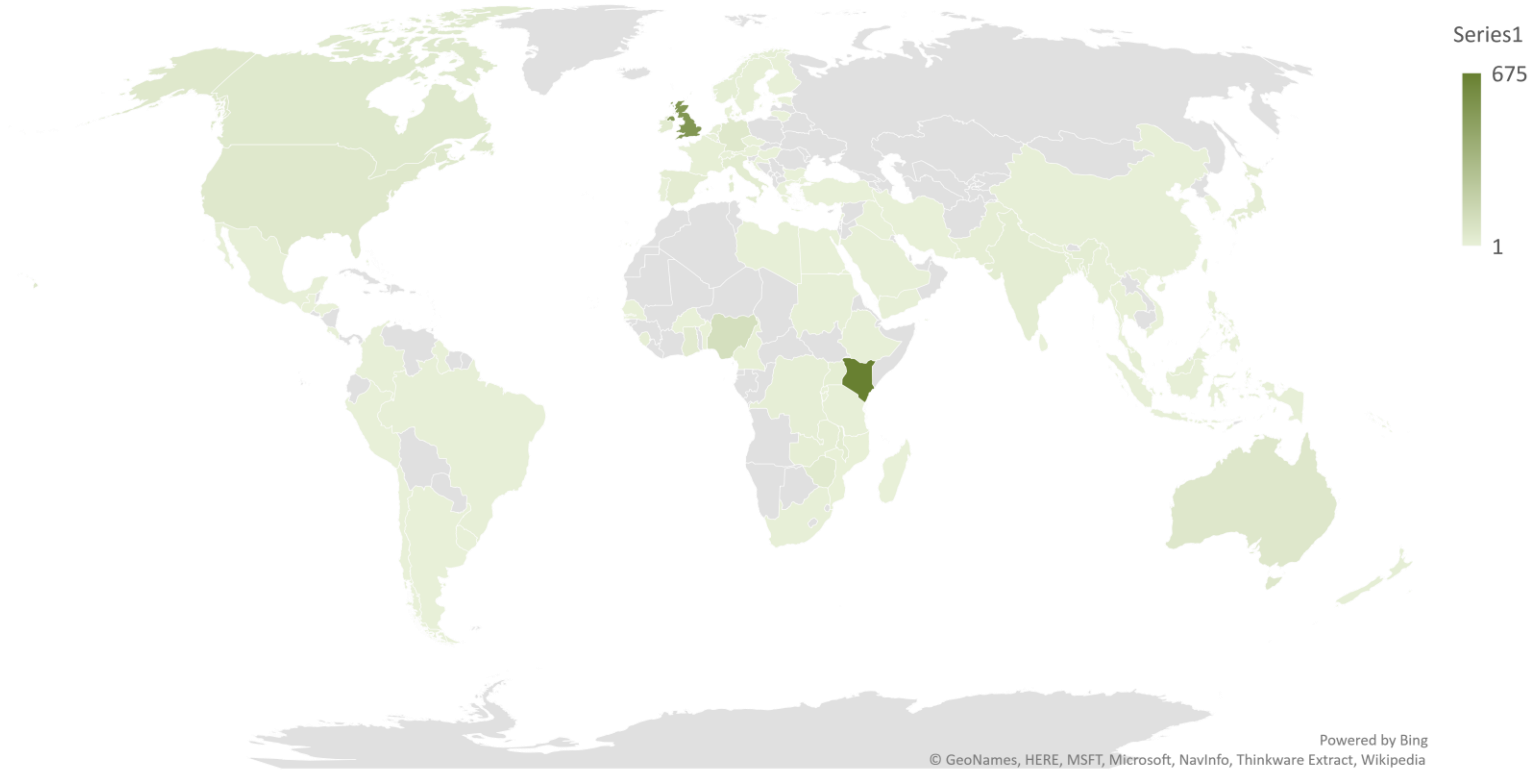 Series1
675
1
Powered by Bing
© GeoNames, HERE, MSFT, Microsoft, NavInfo, Thinkware Extract, Wikipedia